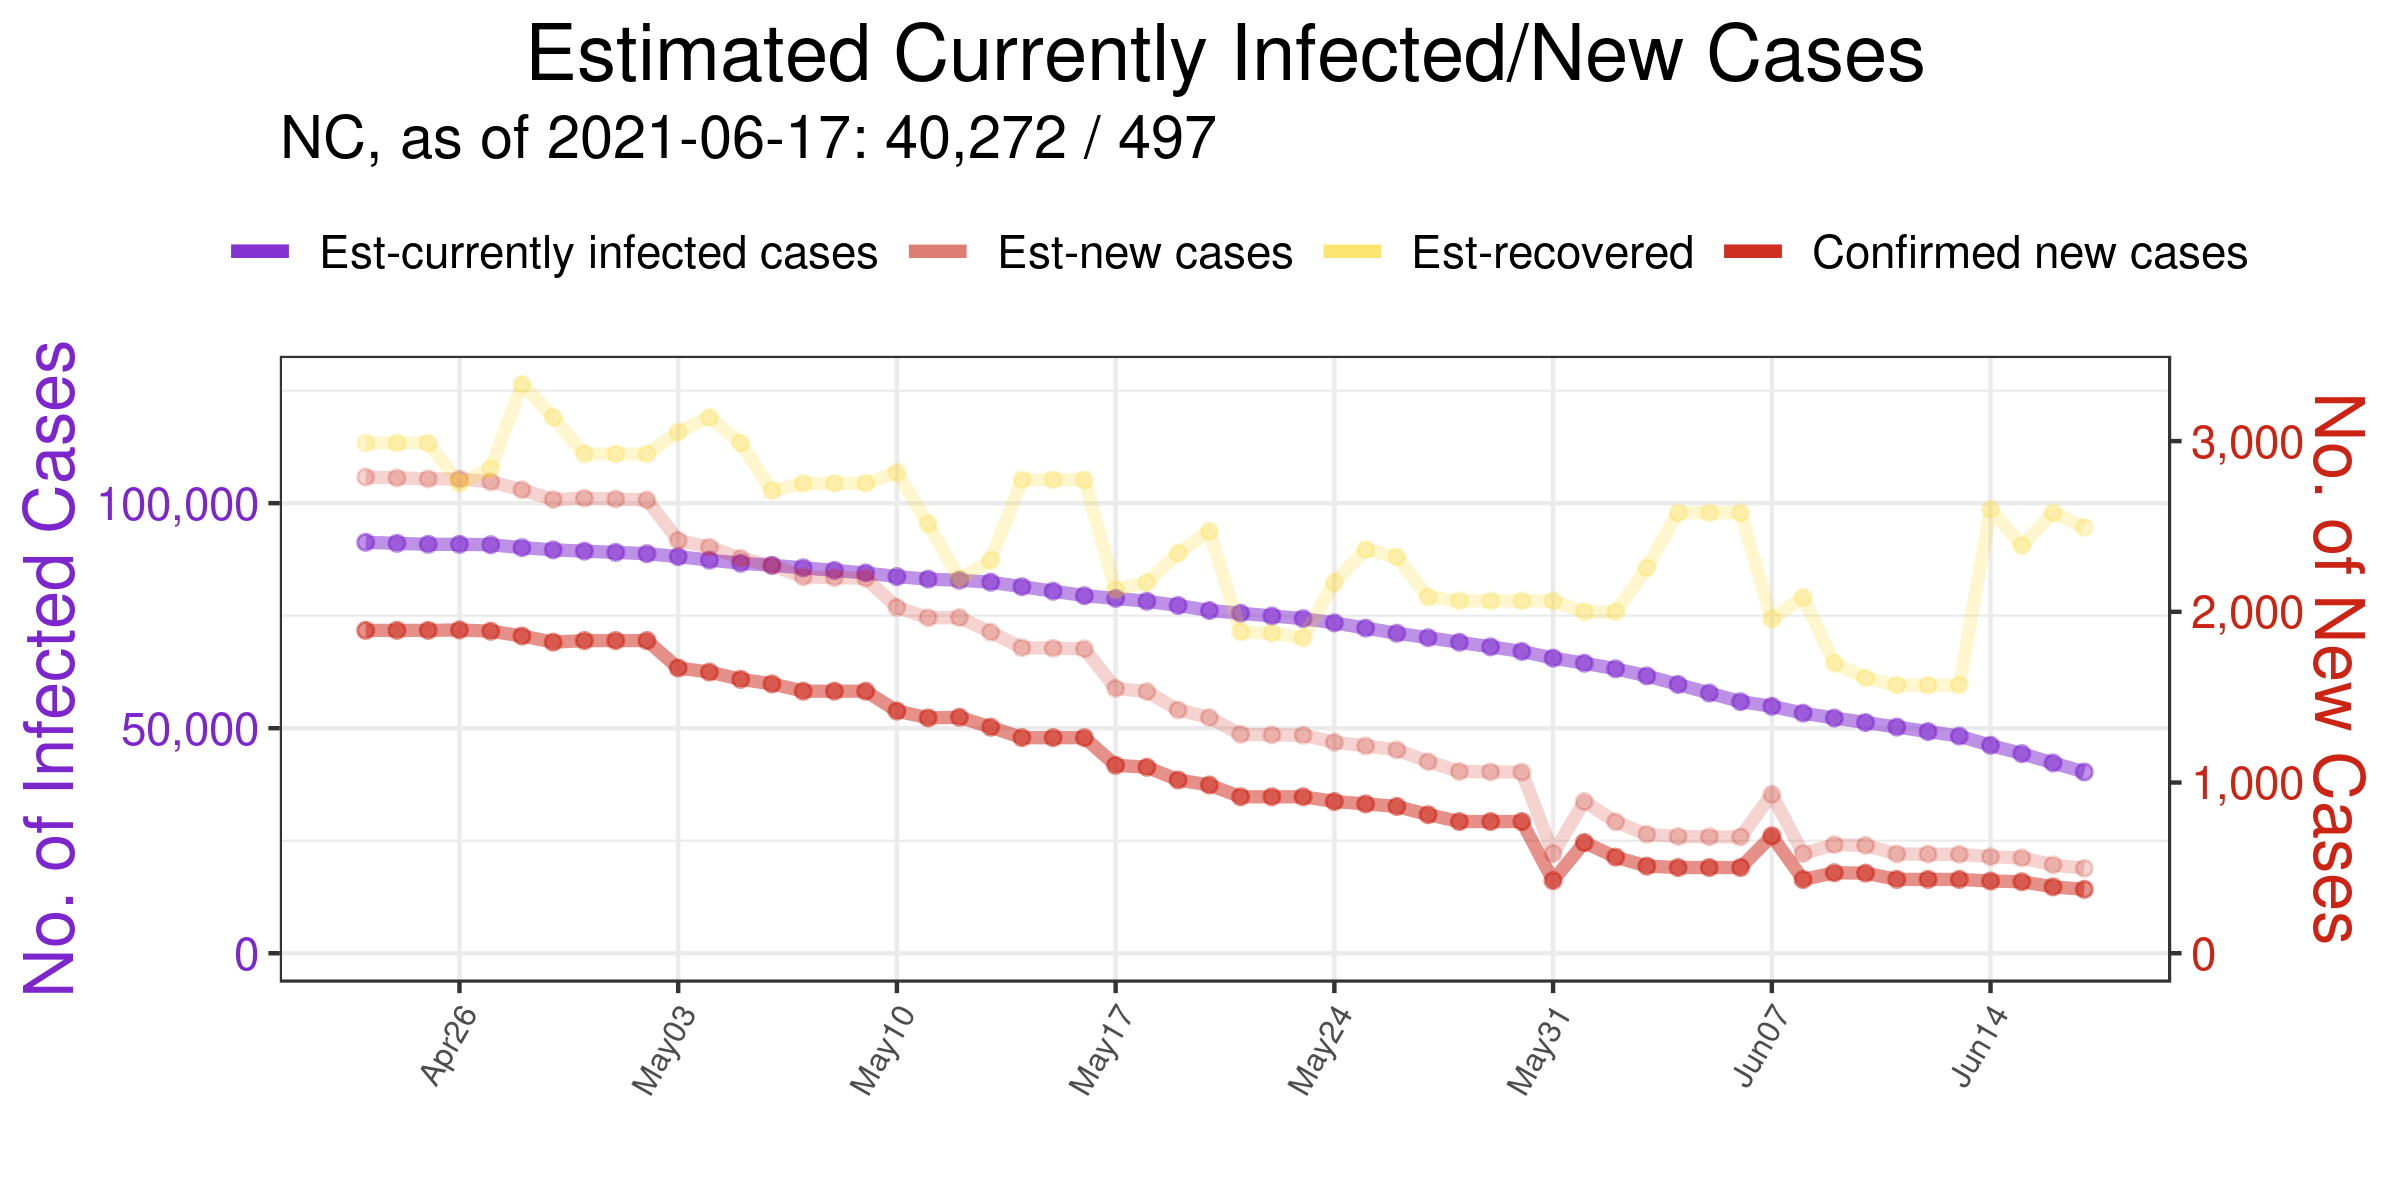 Estimated Currently Infected/New Cases
NC, as of 2021-06-17: 40,272 / 497
Est-currently infected cases Est-new cases Est-recovered Confirmed new cases
No. of Infected Cases
100,000
50,000
0
3,000
2,000
1,000
0
No. of New Cases
Apr26 May03 May10 May17 May24 May31 Jun07 Jun14